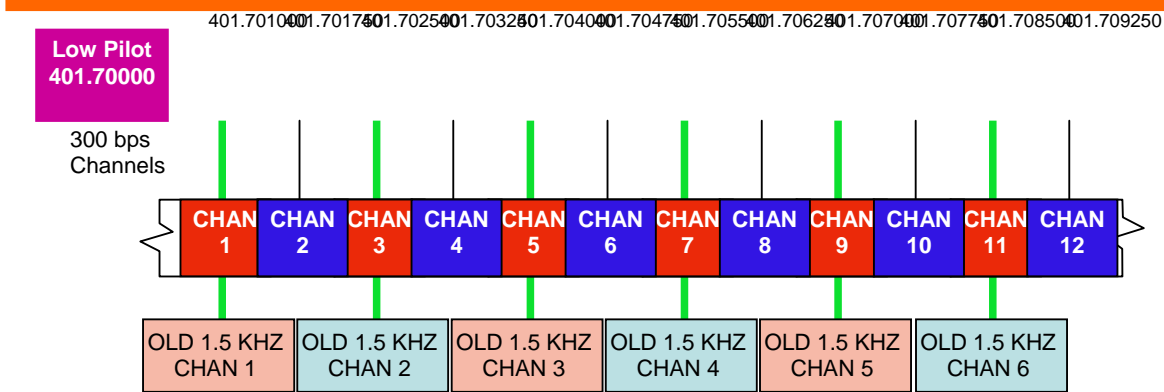 401.701000 401.701750 401.702500 401.703250 401.704000 401.704750 401.705500 401.706250 401.707000 401.707750 401.708500 401.709250
Low Pilot
401.70000
300 bps
Channels
CHAN
1
CHAN
2
CHAN
3
CHAN
4
CHAN
5
CHAN
6
CHAN
7
CHAN
8
CHAN
9
CHAN
10
CHAN
11
CHAN
12
OLD 1.5 KHZ
CHAN 1
OLD 1.5 KHZ
CHAN 2
OLD 1.5 KHZ
CHAN 3
OLD 1.5 KHZ
CHAN 4
OLD 1.5 KHZ
CHAN 5
OLD 1.5 KHZ
CHAN 6